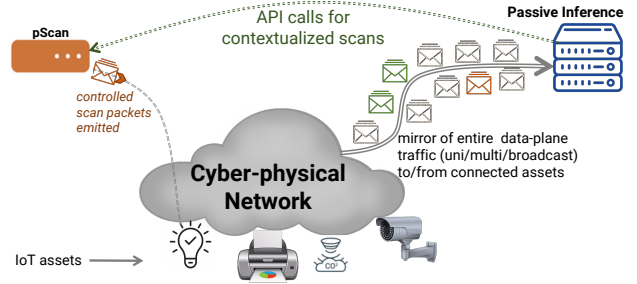 API calls for
contextualized scans
Passive Inference
pScan
controlled
scan packets
emitted
mirror of entire data-plane
traffic (uni/multi/broadcast)
to/from connected assets
Cyber-physical
Network
IoT assets
CO²